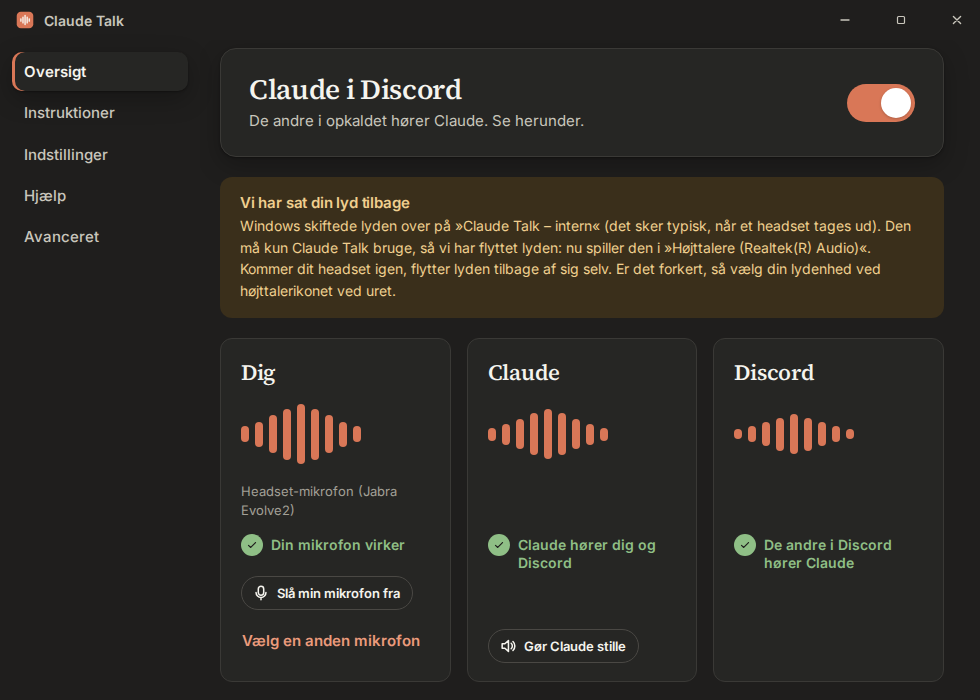 Claude Talk
Oversigt
Instruktioner
Indstillinger
Hjælp
Avanceret
Claude i Discord
De andre i opkaldet hører Claude. Se herunder.
Vi har sat din lyd tilbage
Windows skiftede lyden over på »Claude Talk – intern« (det sker typisk, når et headset tages ud). Den
må kun Claude Talk bruge, så vi har flyttet lyden: nu spiller den i »Højttalere (Realtek(R) Audio)«.
Kommer dit headset igen, flytter lyden tilbage af sig selv. Er det forkert, så vælg din lydenhed ved
højttalerikonet ved uret.
Dig
Headset-mikrofon (Jabra
Evolve2)
Din mikrofon virker
Slå min mikrofon fra
Vælg en anden mikrofon
Claude
Claude hører dig og
Discord
Gør Claude stille
Discord
De andre i Discord
hører Claude